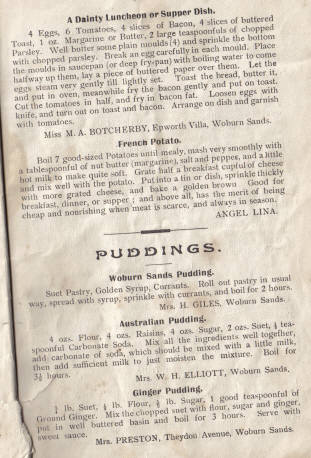 A Dainty Luncheon or Supper Dish.
4 Eggs, 6 Tomatoes, 4 slices of Bacon, 4 slices of buttered
Toast, 1 oz. Margarine or Butter, 2 large teaspoonfuls of chopped
Parsley. Well butter some plain moulds (4) and sprinkle the bottom
with chopped parsley. Break an egg carefully in each mould. Place
the moulds in saucepan (or deep fry-pan) with boiling water to come
halfway up them, lay a piece of buttered paper over them. Let the
eggs steam very gently till lightly set. Toast the bread, butter it,
and put in oven, meanwhile fry the bacon gently and put on toast.
Cut the tomatoes in half, and fry in bacon fat. Loosen eggs with
knife, and turn out on toast and bacon. Arrange on dish and garnish
with tomatoes.
Miss M. A. BOTCHERBY, Epworth Villa, Woburn Sands.
French Potato.
Boil 7 good-sized Potatoes until mealy, mash very smoothly with
a tablespoonful of nut butter (margarine), salt and pepper, and a little
hot milk to make quite soft. Grate half a breakfast cupful of cheese
and mix well with the potato. Put into a tin or dish, sprinkle thickly
with more grated cheese, and bake a golden brown Good for
breakfast, dinner, or supper; and above all, has the merit of being
cheap and nourishing when meat is scarce, and always in season.
ANGEL LINA.
PUDDINGS.
Woburn Sands Pudding.
Suet Pastry, Golden Syrup, Currants. Roll out pastry in usual
way, spread with syrup, sprinkle with currants, and boil for 2 hours.
Mrs. H. GILES, Woburn Sands.
Australian Pudding.
4 ozs. Flour, 4 ozs. Raisins, 4 ozs. Sugar, 2 ozs. Suet, tea-
spoonful Carbonate Soda. Mix all the ingredients well together,
add carbonate of soda, which should be mixed with a little milk,
then add sufficient milk to just moisten the mixture. Boil for
3½ hours.
Mrs. W. H. ELLIOTT, Woburn Sands.
Ginger Pudding.
lb. Suet, lb. Flour, lb. Sugar, 1 good teaspoonful of
Ground Ginger. Mix the chopped suet with flour, sugar and ginger,
put in well buttered basin and boil for 3 hours. Serve with
sweet sauce.
Mrs. PRESTON, Theydon Avenue, Woburn Sands.